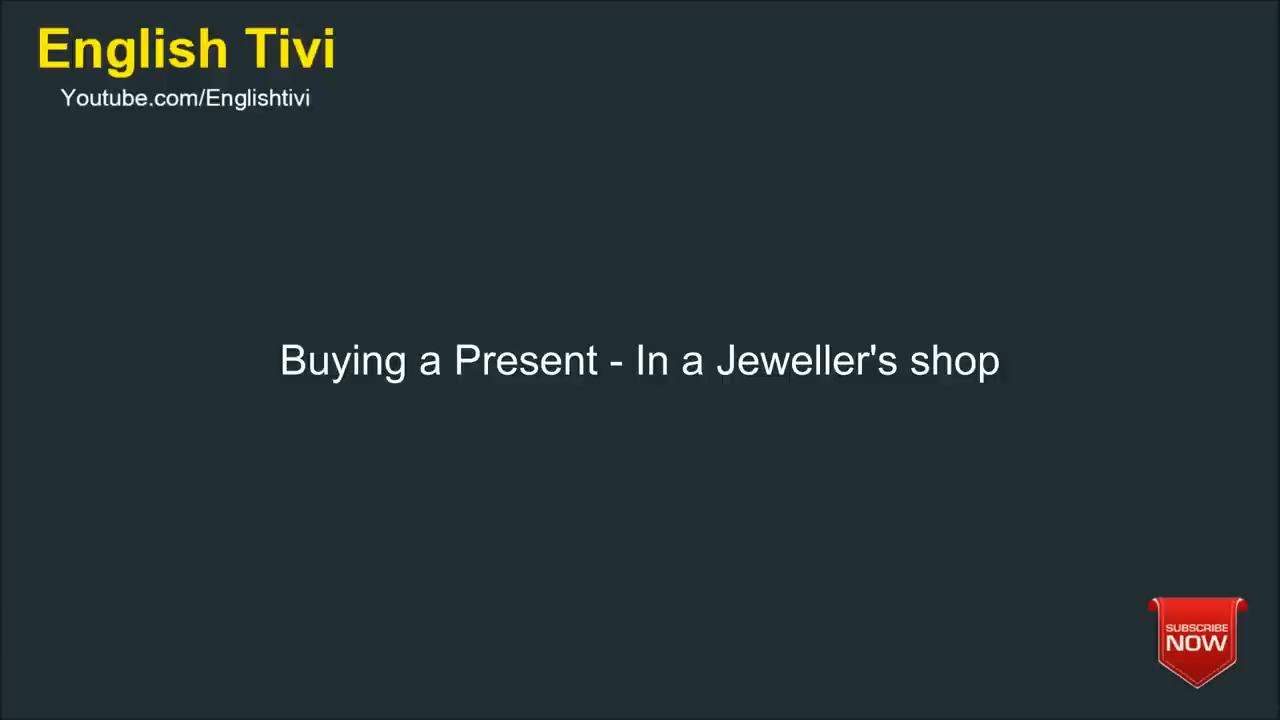 English Tivi
Youtube.com/Englishtivi
Buying a Present - In a Jeweller's shop
SUBSCRIBE
NOW